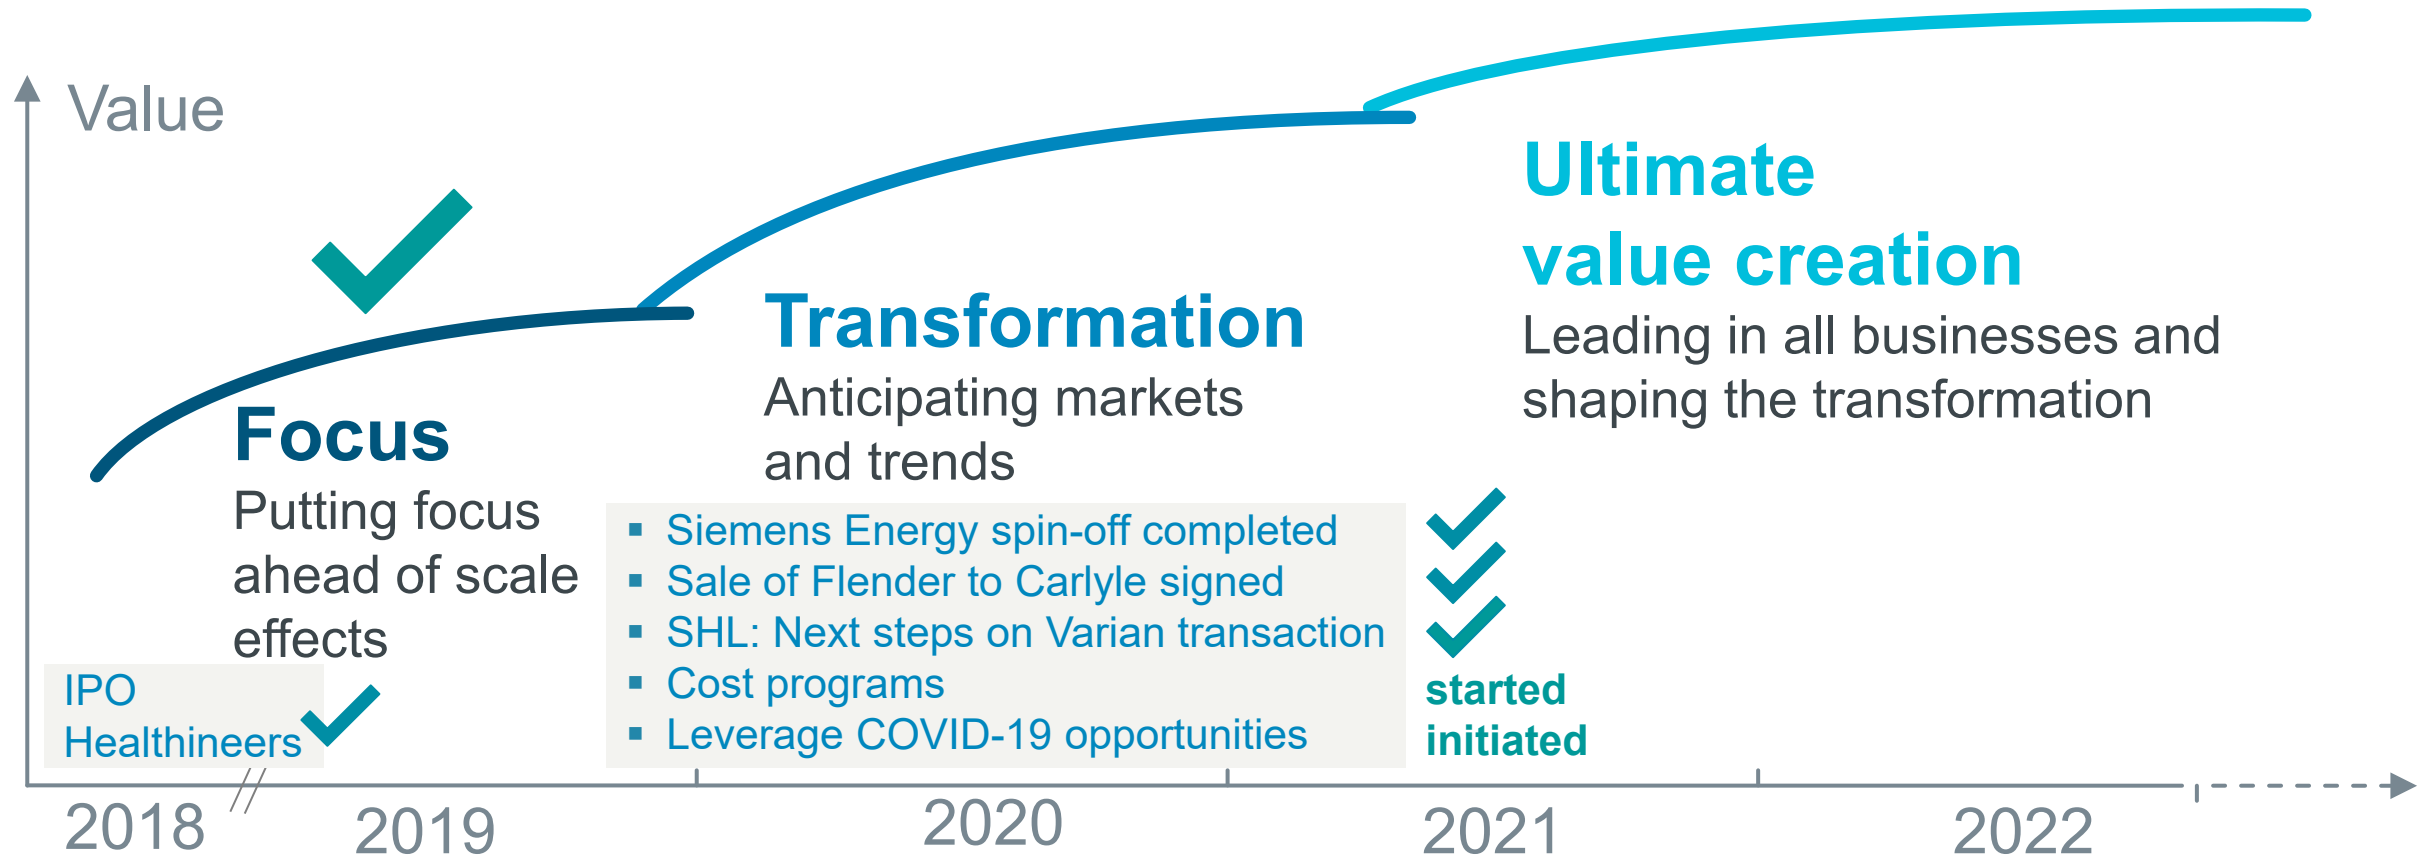 Value
Focus
Putting focus
ahead of scale
effects
IPO
Healthineers
Transformation
Anticipating markets
and trends
▪ Siemens Energy spin-off completed
▪ Sale of Flender to Carlyle signed
▪ SHL: Next steps on Varian transaction
▪ Cost programs
started
▪ Leverage COVID-19 opportunities
initiated
Ultimate
value creation
Leading in all businesses and
shaping the transformation
2018
2019
2020
2021
2022